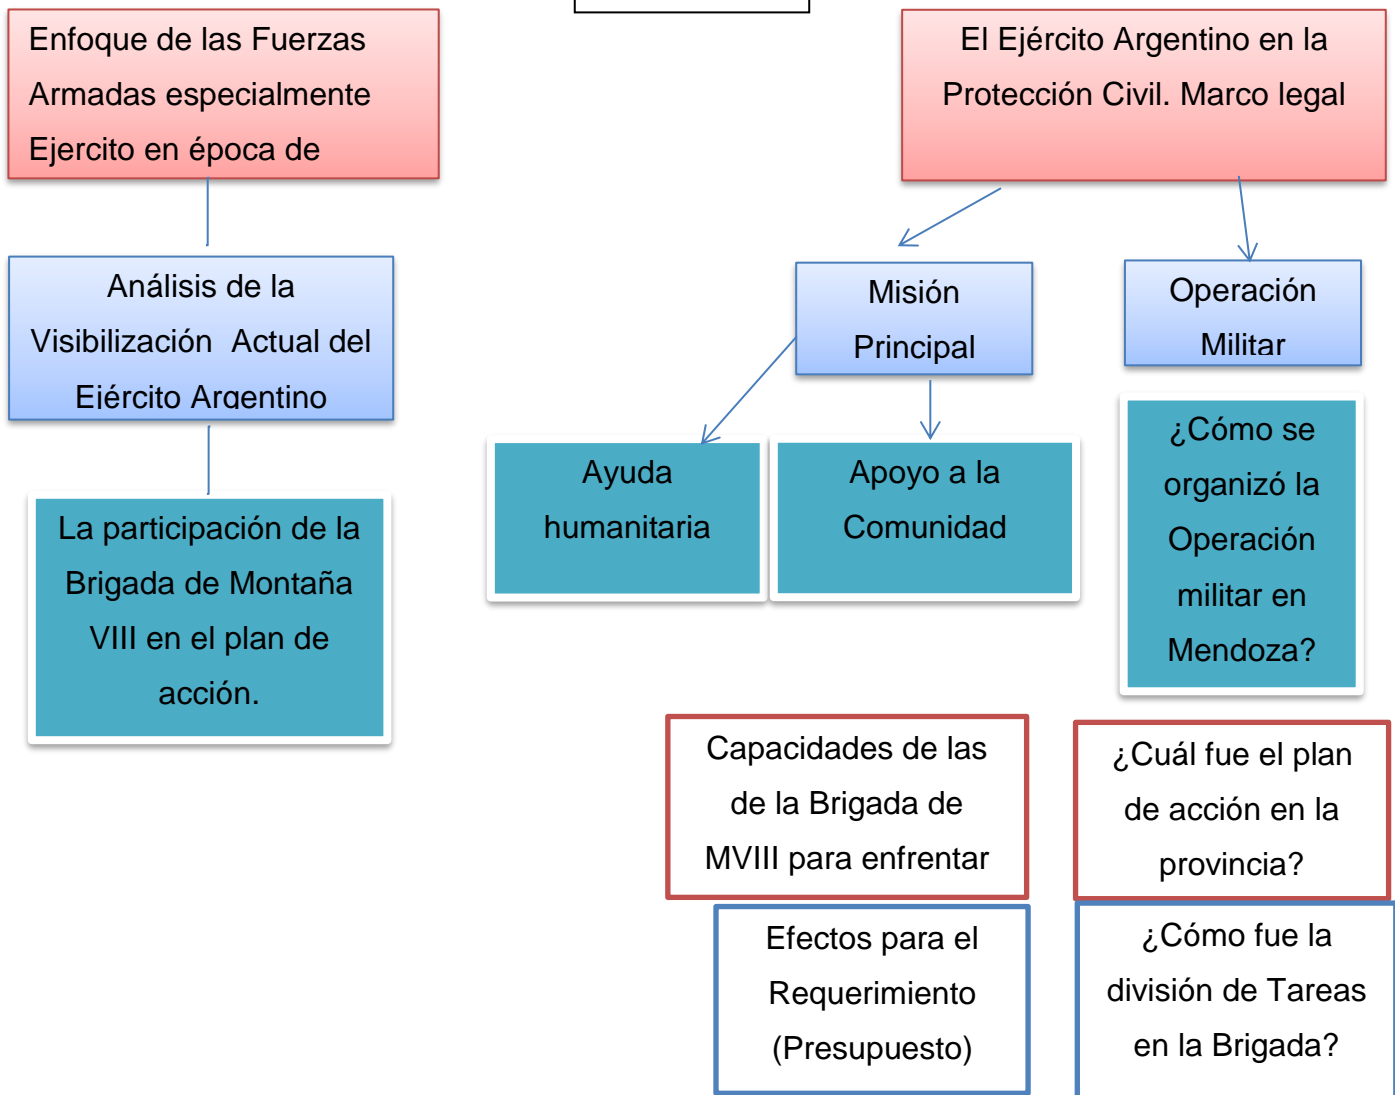 Enfoque de las Fuerzas
Armadas especialmente
Ejercito en época de
El Ejército Argentino en la
Protección Civil. Marco legal
Análisis de la
Visibilización Actual del
Ejército Argentino
Misión
Principal
Operación
Militar
La participación de la
Brigada de Montaña
VIII en el plan de
acción.
Ayuda
humanitaria
Apoyo a la
Comunidad
¿Cómo se
organizó la
Operación
militar en
Mendoza?
Capacidades de las
de la Brigada de
MVIII para enfrentar
¿Cuál fue el plan
de acción en la
provincia?
Efectos para el
Requerimiento
(Presupuesto)
¿Cómo fue la
división de Tareas
en la Brigada?